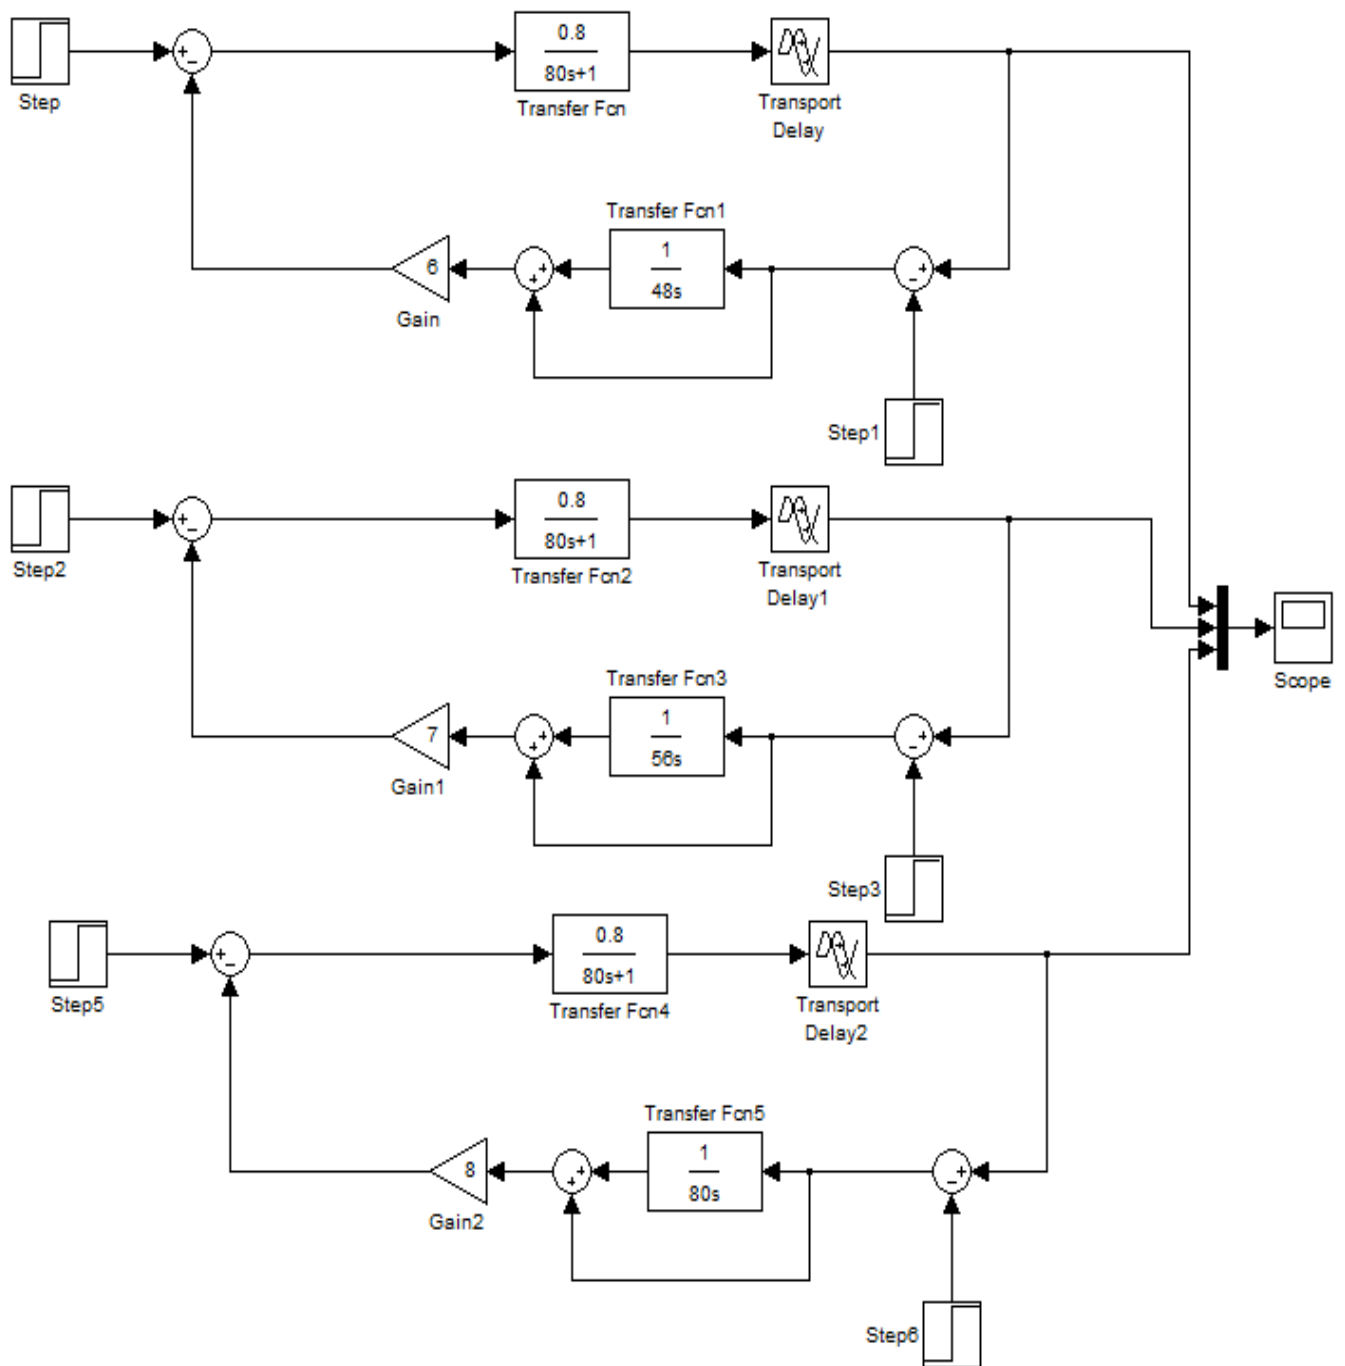 0.8
80s+1
Step
Transfer Fcn
Transport
Delay
+
−
Transfer Fcn1
1
48s
6
Gain
+
+
+
-
Step1
0.8
80s+1
Step2
Transfer Fcn2
Transport
Delay1
+
−
Scope
Transfer Fcn3
1
56s
7
Gain1
+
+
+
-
Step3
0.8
80s+1
Step5
Transfer Fcn4
Transport
Delay2
+
−
Transfer Fcn5
1
80s
8
Gain2
+
+
+
−
Step6